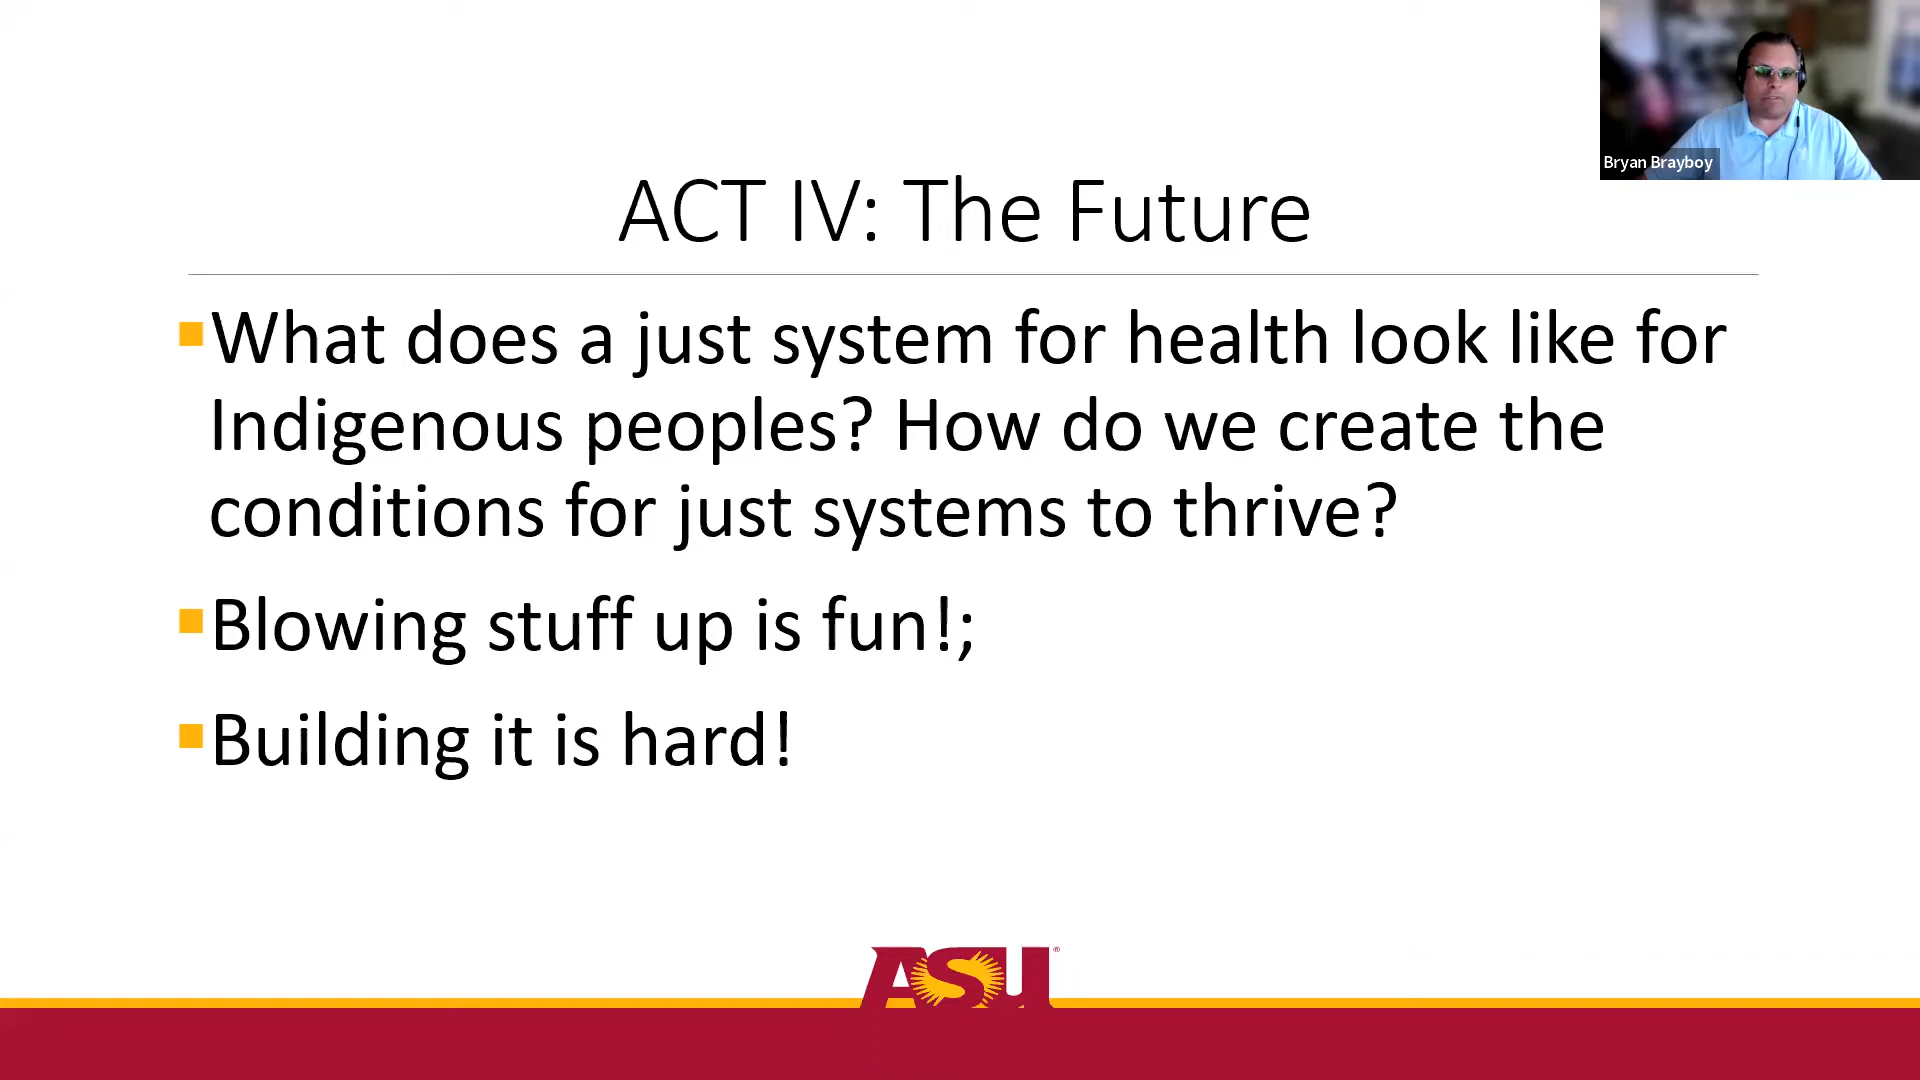 Bryan Brayboy
ACT IV: The Future
What does a just system for health look like for
Indigenous peoples? How do we create the
conditions for just systems to thrive?
Blowing stuff up is fun!;
Building it is hard!
ASU®